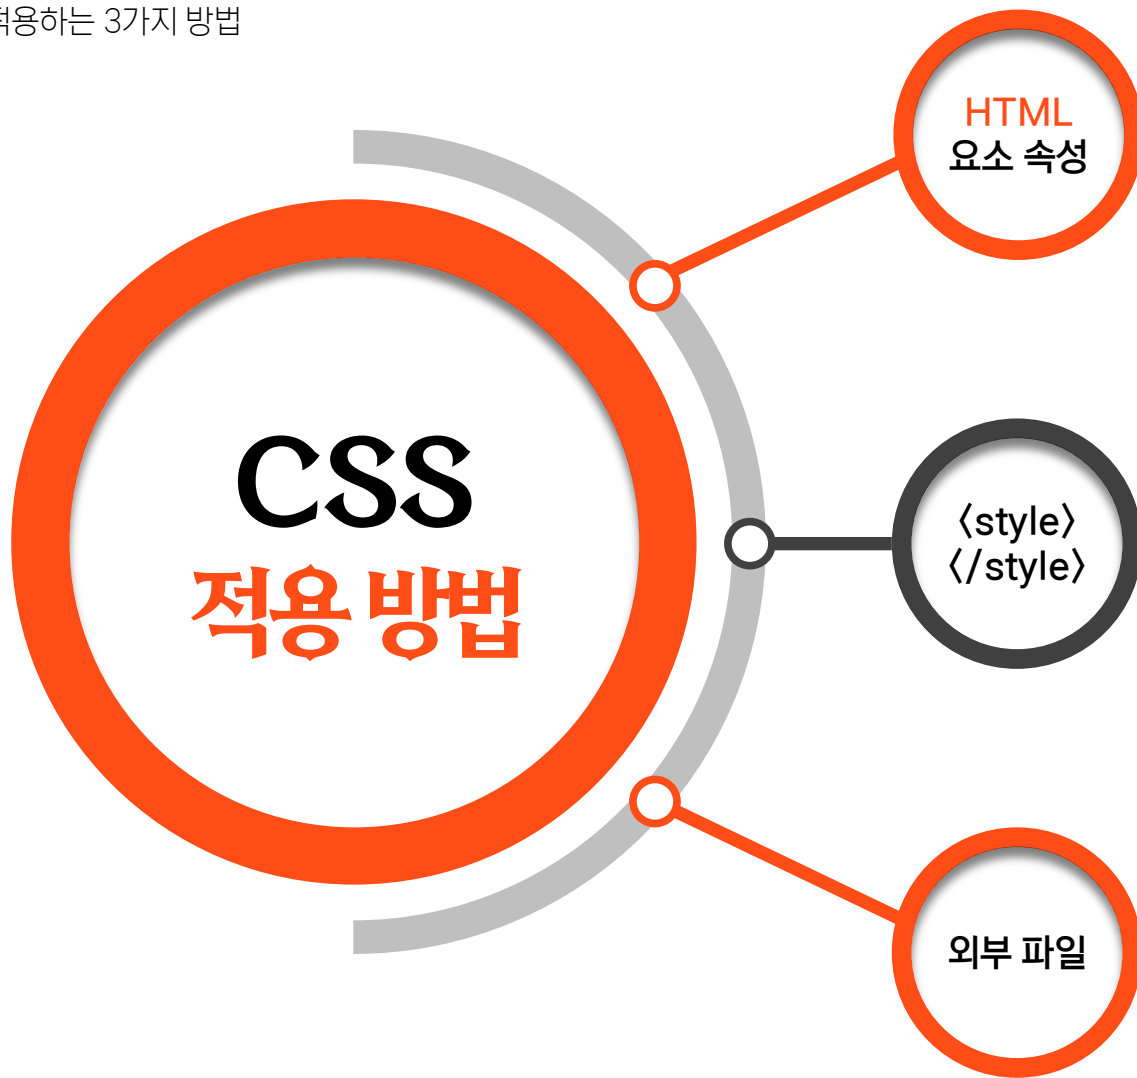 적용하는 3가지 방법
HTML
요소 속성
CSS
적용 방법
〈style〉
〈/style〉
외부 파일